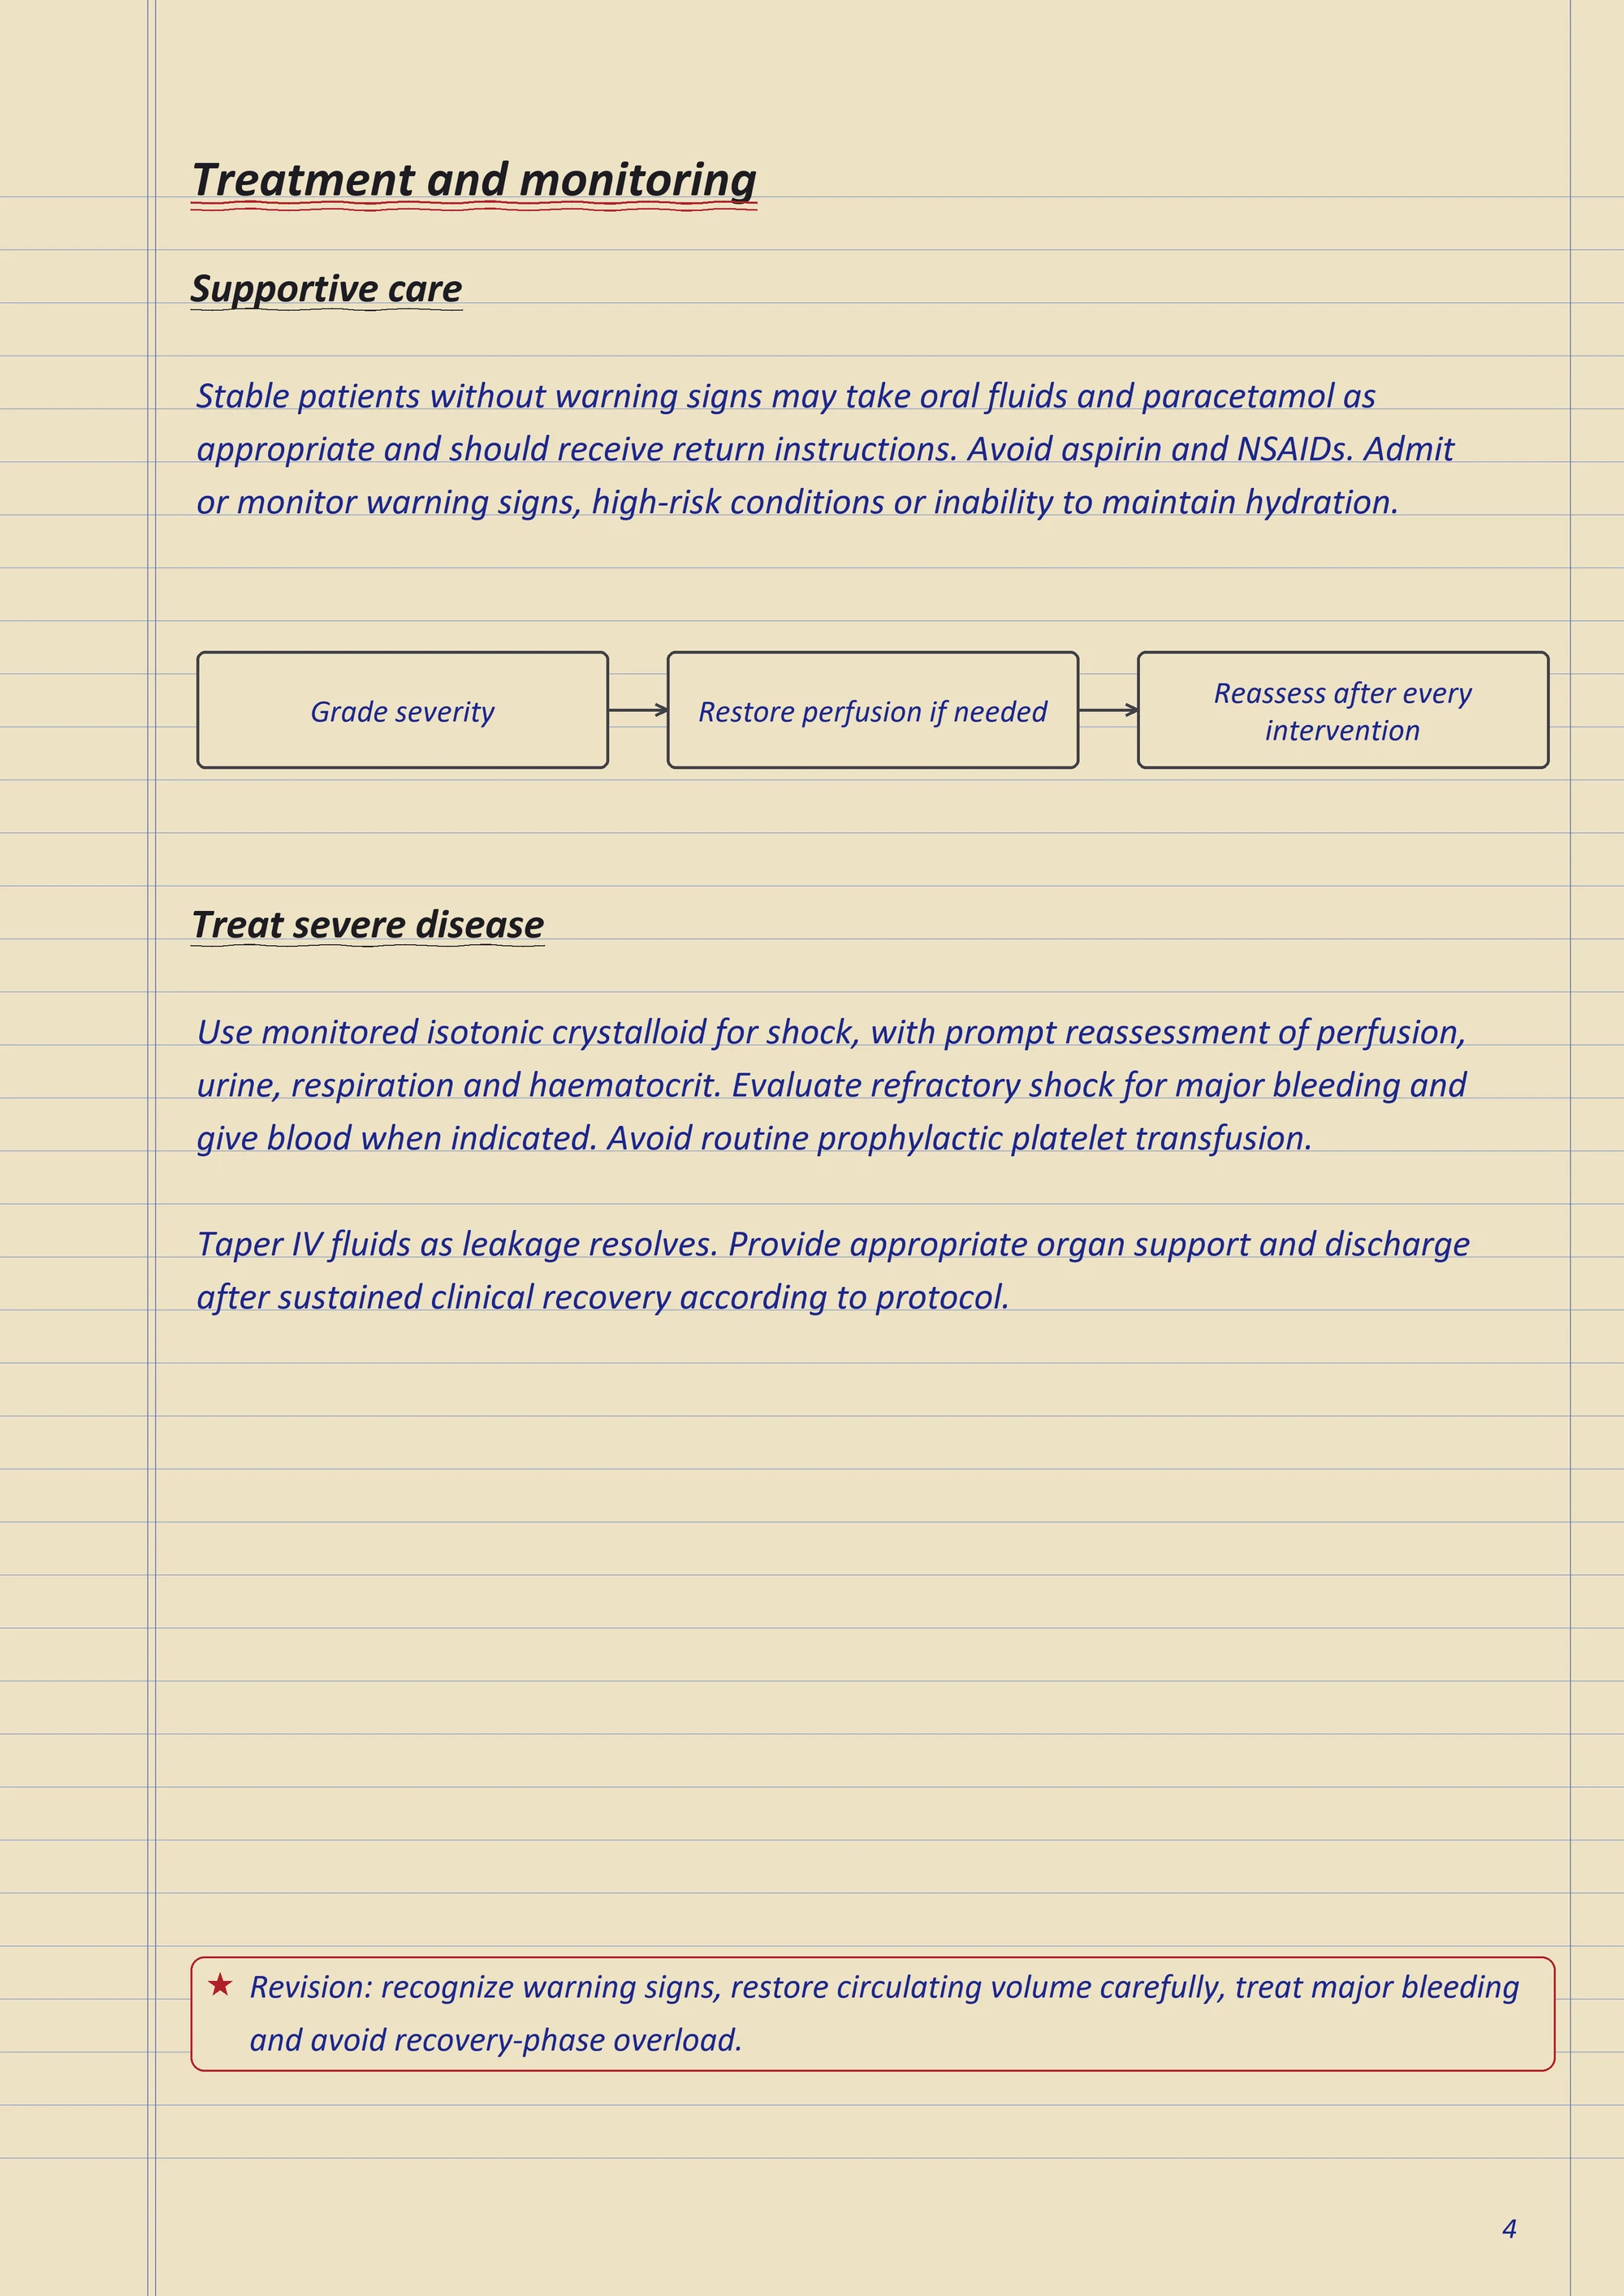 Treatment and monitoring
Supportive care
Stable patients without warning signs may take oral fluids and paracetamol as
appropriate and should receive return instructions. Avoid aspirin and NSAIDs. Admit
or monitor warning signs, high-risk conditions or inability to maintain hydration.
Grade severity
Restore perfusion if needed
Reassess after every
intervention
Treat severe disease
Use monitored isotonic crystalloid for shock, with prompt reassessment of perfusion,
urine, respiration and haematocrit. Evaluate refractory shock for major bleeding and
give blood when indicated. Avoid routine prophylactic platelet transfusion.
Taper IV fluids as leakage resolves. Provide appropriate organ support and discharge
after sustained clinical recovery according to protocol.
★ Revision: recognize warning signs, restore circulating volume carefully, treat major bleeding
and avoid recovery-phase overload.
4